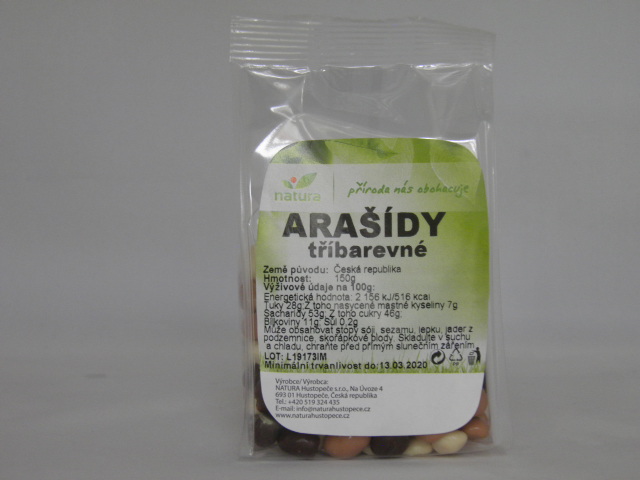 natura
příroda nás obohacuje
ARAŠÍDY
tříbarevné
Země původu: Česká republika
Hmotnost: 150g
Výživové údaje na 100g:
Energetická hodnota: 2 156 kJ/516 kcal
Tuky 28g,Z toho nasycené mastné kyseliny 7g
Sacharidy 53g, Z toho cukry 46g,
Bílkoviny 11g, Sůl 0,2g
Může obsahovat stopy sóji, sezamu, lepku, jader z
podzemnice, skořápkové plody. Skladujte v suchu
a chladu, chraňte před přímým slunečním zářením.
LOT: L19173IM
Minimální trvanlivost do:13.03.2020
Výrobce/ Výrobca:
NATURA Hustopeče s.r.o., Na Úvoze 4
693 01 Hustopeče, Česká republika
Tel.: +420 519 324 435
E-mail: info@naturahustopece.cz
www.naturahustopece.cz